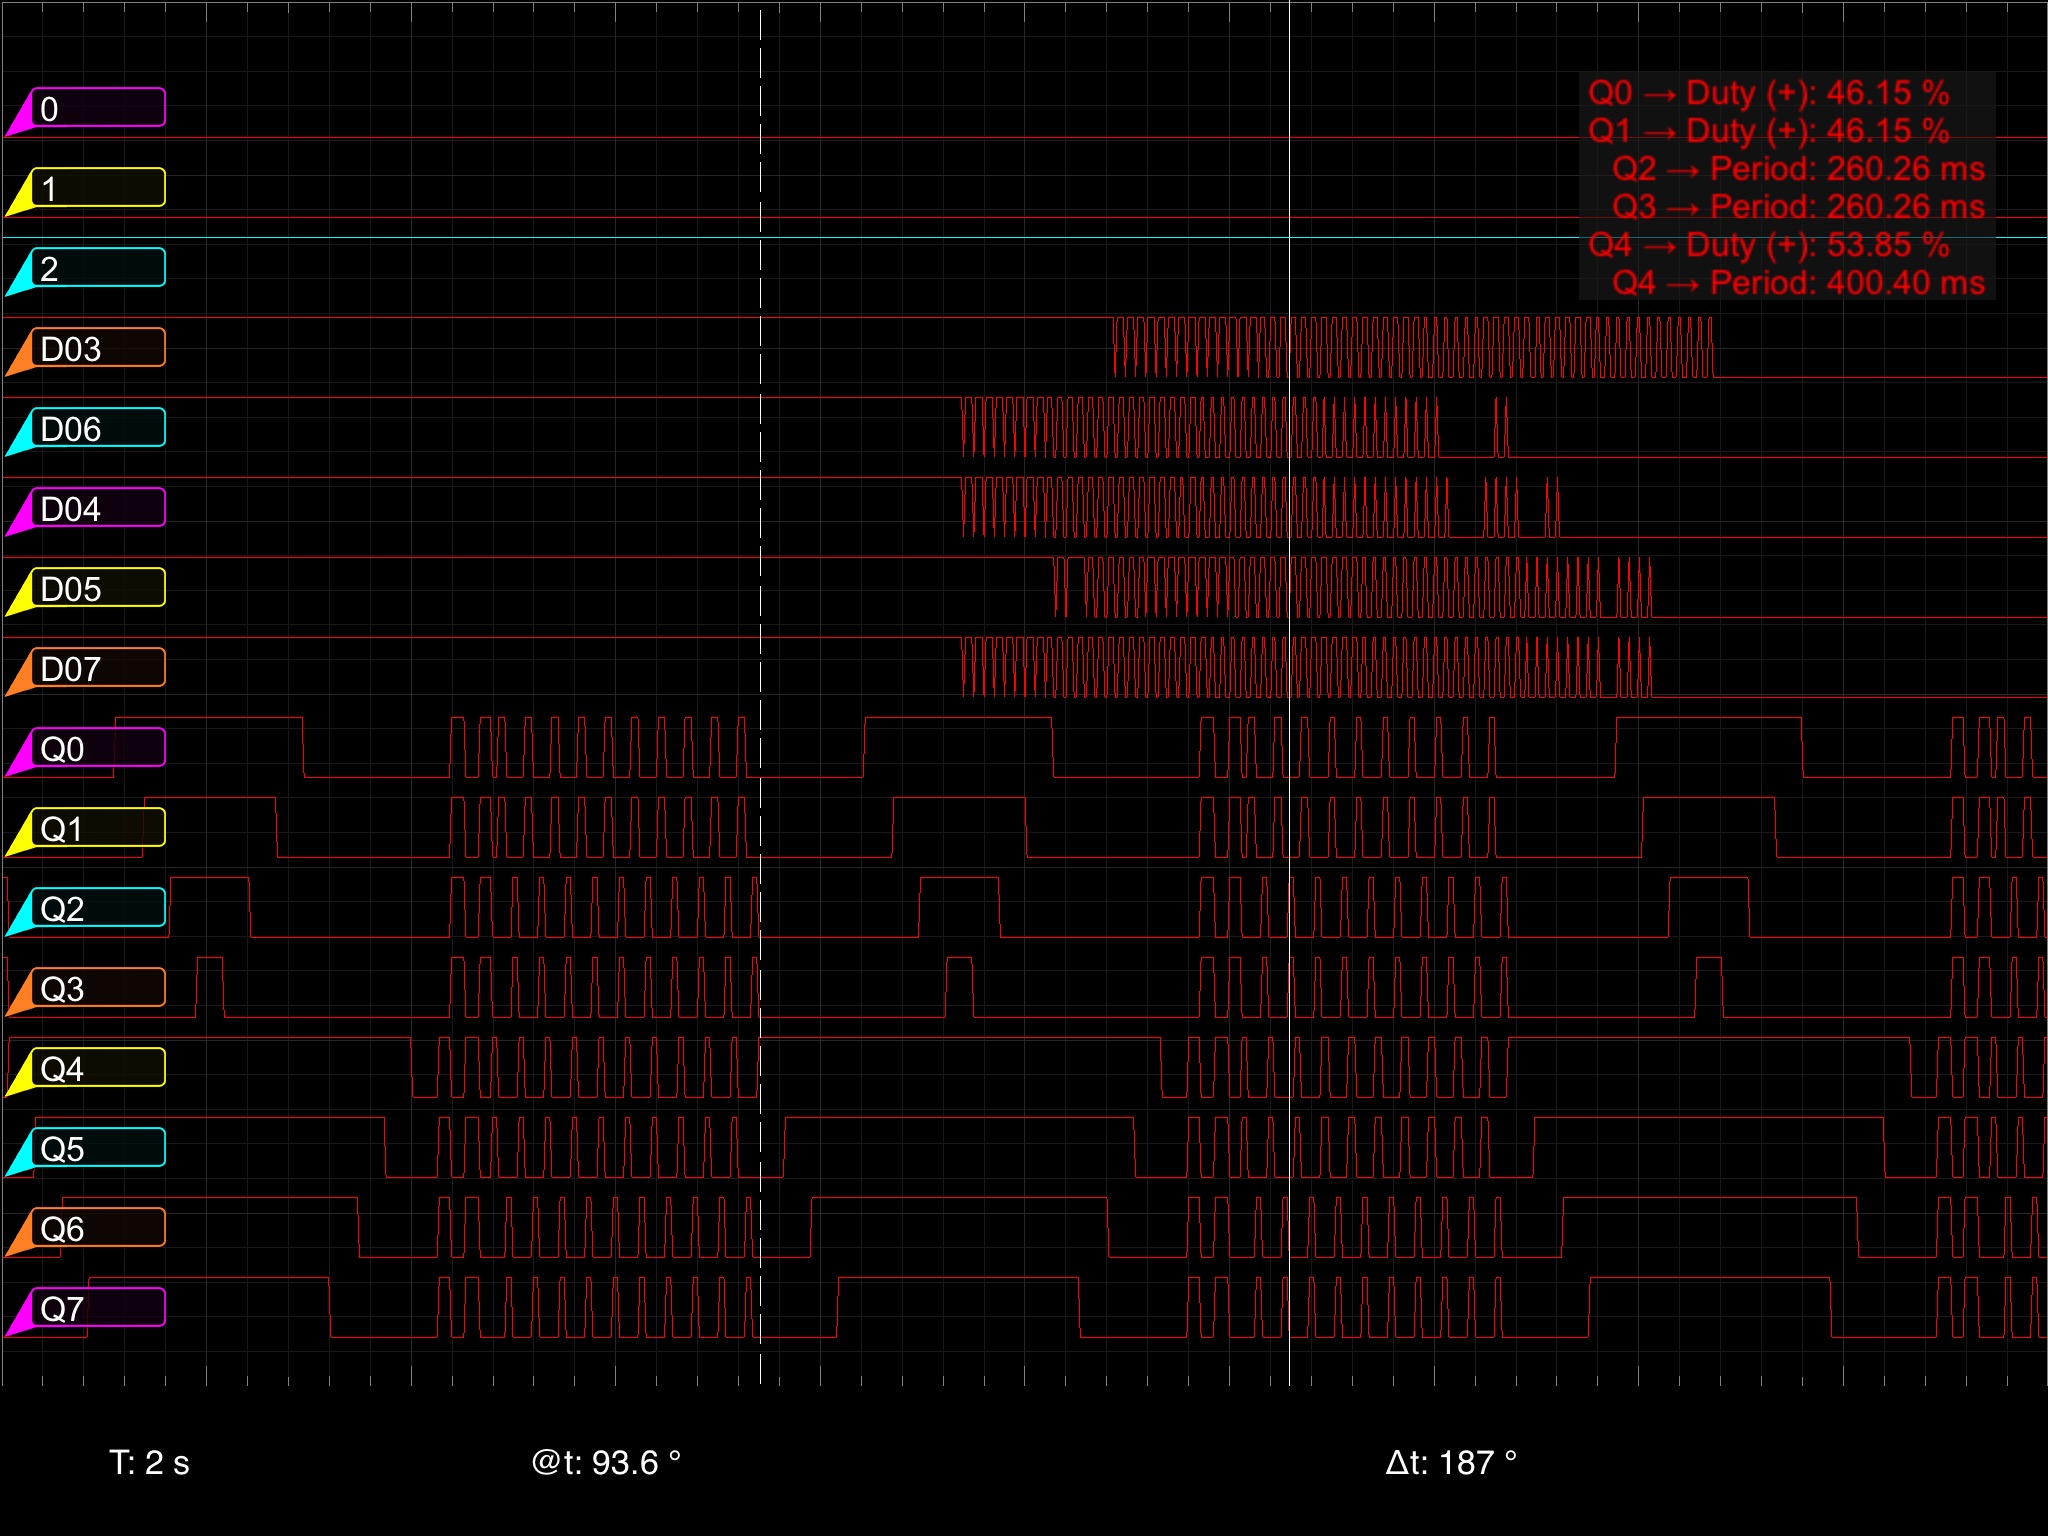 0
1
2
D03
D06
D04
D05
D07
Q0
Q1
Q2
Q3
Q4
Q5
Q6
Q7
Q0 → Duty (+): 46.15 %
Q1 → Duty (+): 46.15 %
Q2 → Period: 260.26 ms
Q3 → Period: 260.26 ms
Q4 → Duty (+): 53.85 %
Q4 → Period: 400.40 ms
T: 2 s
@t: 93.6 °
Δt: 187 °